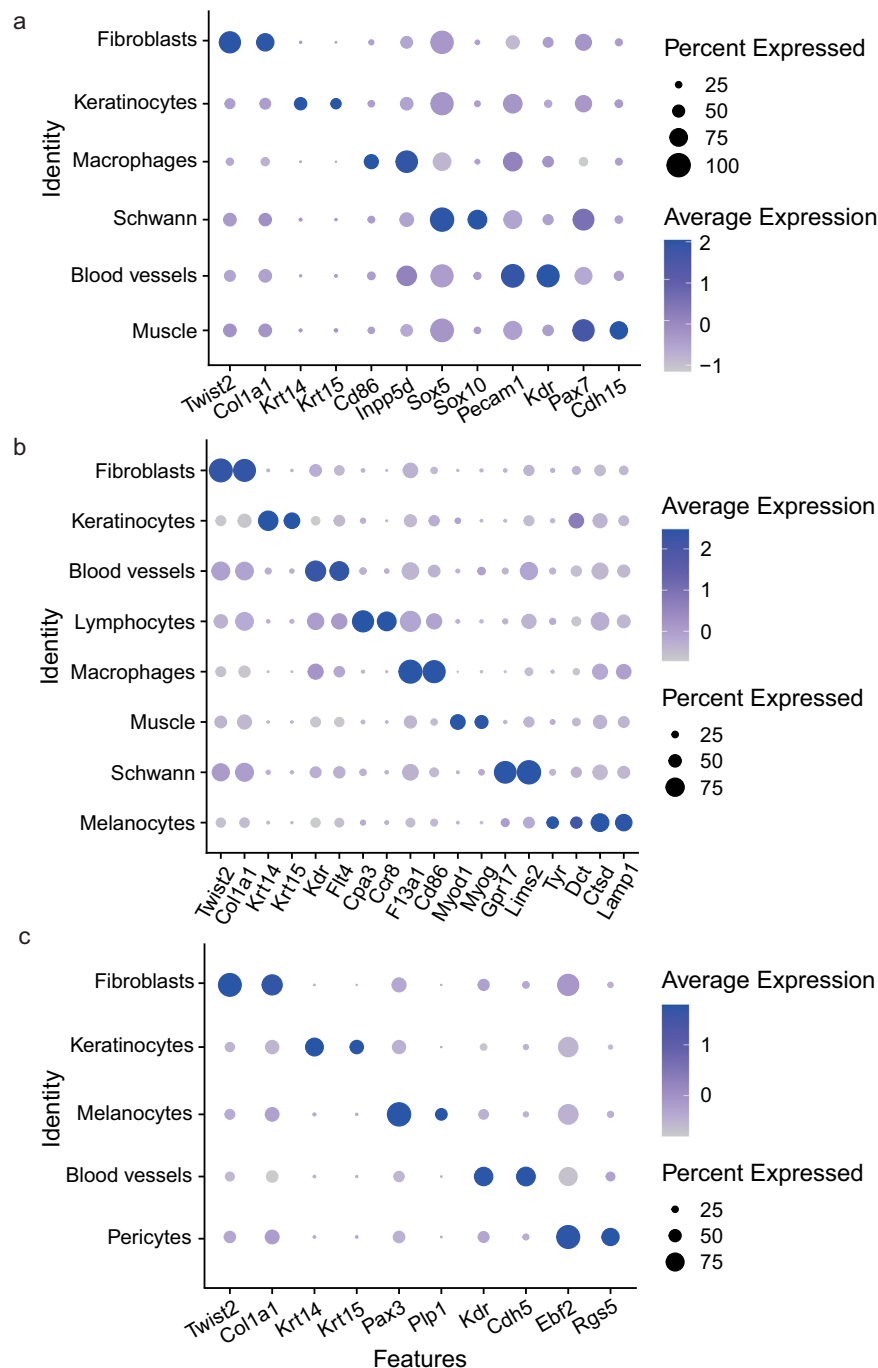 a
Fibroblasts
Keratinocytes
Macrophages
Schwann
Blood vessels
Muscle
Identity
Twist2
Col1a1
Krt14
Krt15
Cd86
Inpp5d
Sox5
Sox10
Pecam1
Kdr
Pax7
Cdh15
Percent Expressed
25
50
75
100
Average Expression
2
1
0
−1
b
Fibroblasts
Keratinocytes
Blood vessels
Lymphocytes
Macrophages
Muscle
Schwann
Melanocytes
Identity
Twist2
Col1a1
Krt14
Krt15
Kdr
Flt4
Cpa3
Ccr8
F13a1
Cd86
Myod1
Myog
Gpr17
Lims2
Tyr
Dct
Ctsd
Lamp1
Average Expression
2
1
0
Percent Expressed
25
50
75
c
Fibroblasts
Keratinocytes
Melanocytes
Blood vessels
Pericytes
Identity
Twist2
Col1a1
Krt14
Krt15
Pax3
Plp1
Kdr
Cdh5
Ebf2
Rgs5
Features
Average Expression
1
0
Percent Expressed
25
50
75